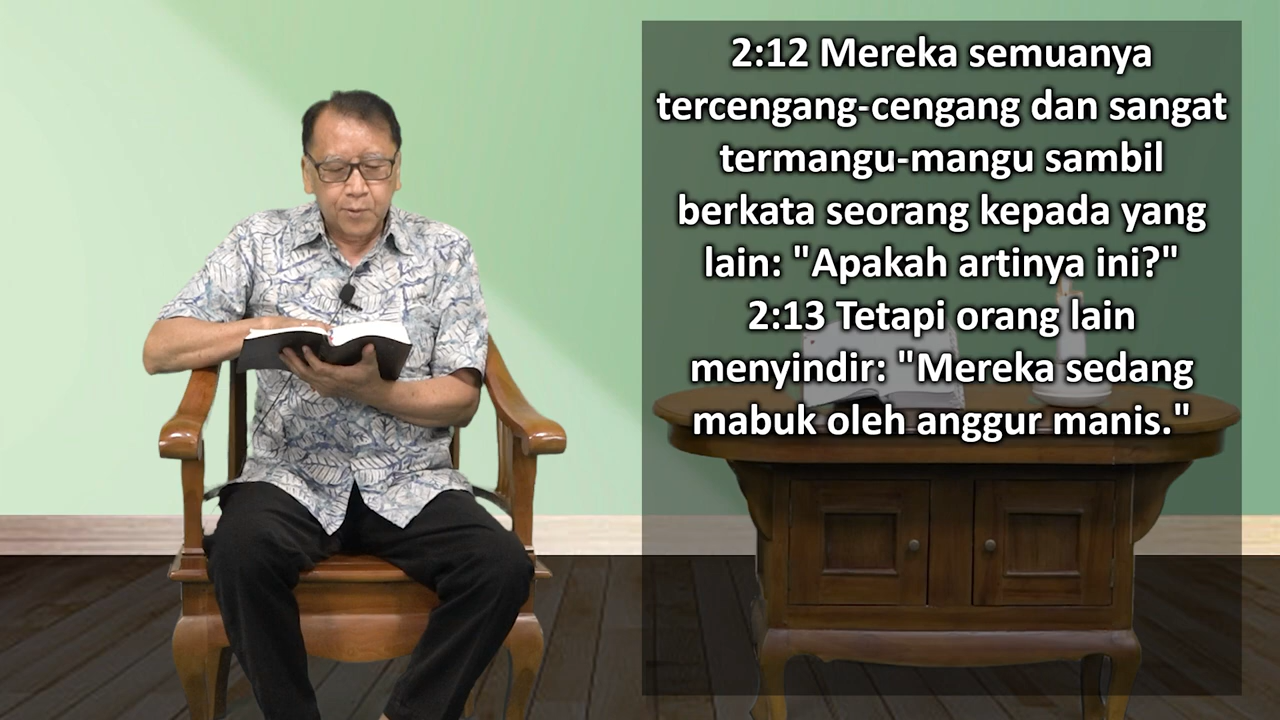 2:12 Mereka semuanya
tercengang-cengang dan sangat
termangu-mangu sambil
berkata seorang kepada yang
lain: "Apakah artinya ini?"
2:13 Tetapi orang lain
menyindir: "Mereka sedang
mabuk oleh anggur manis."